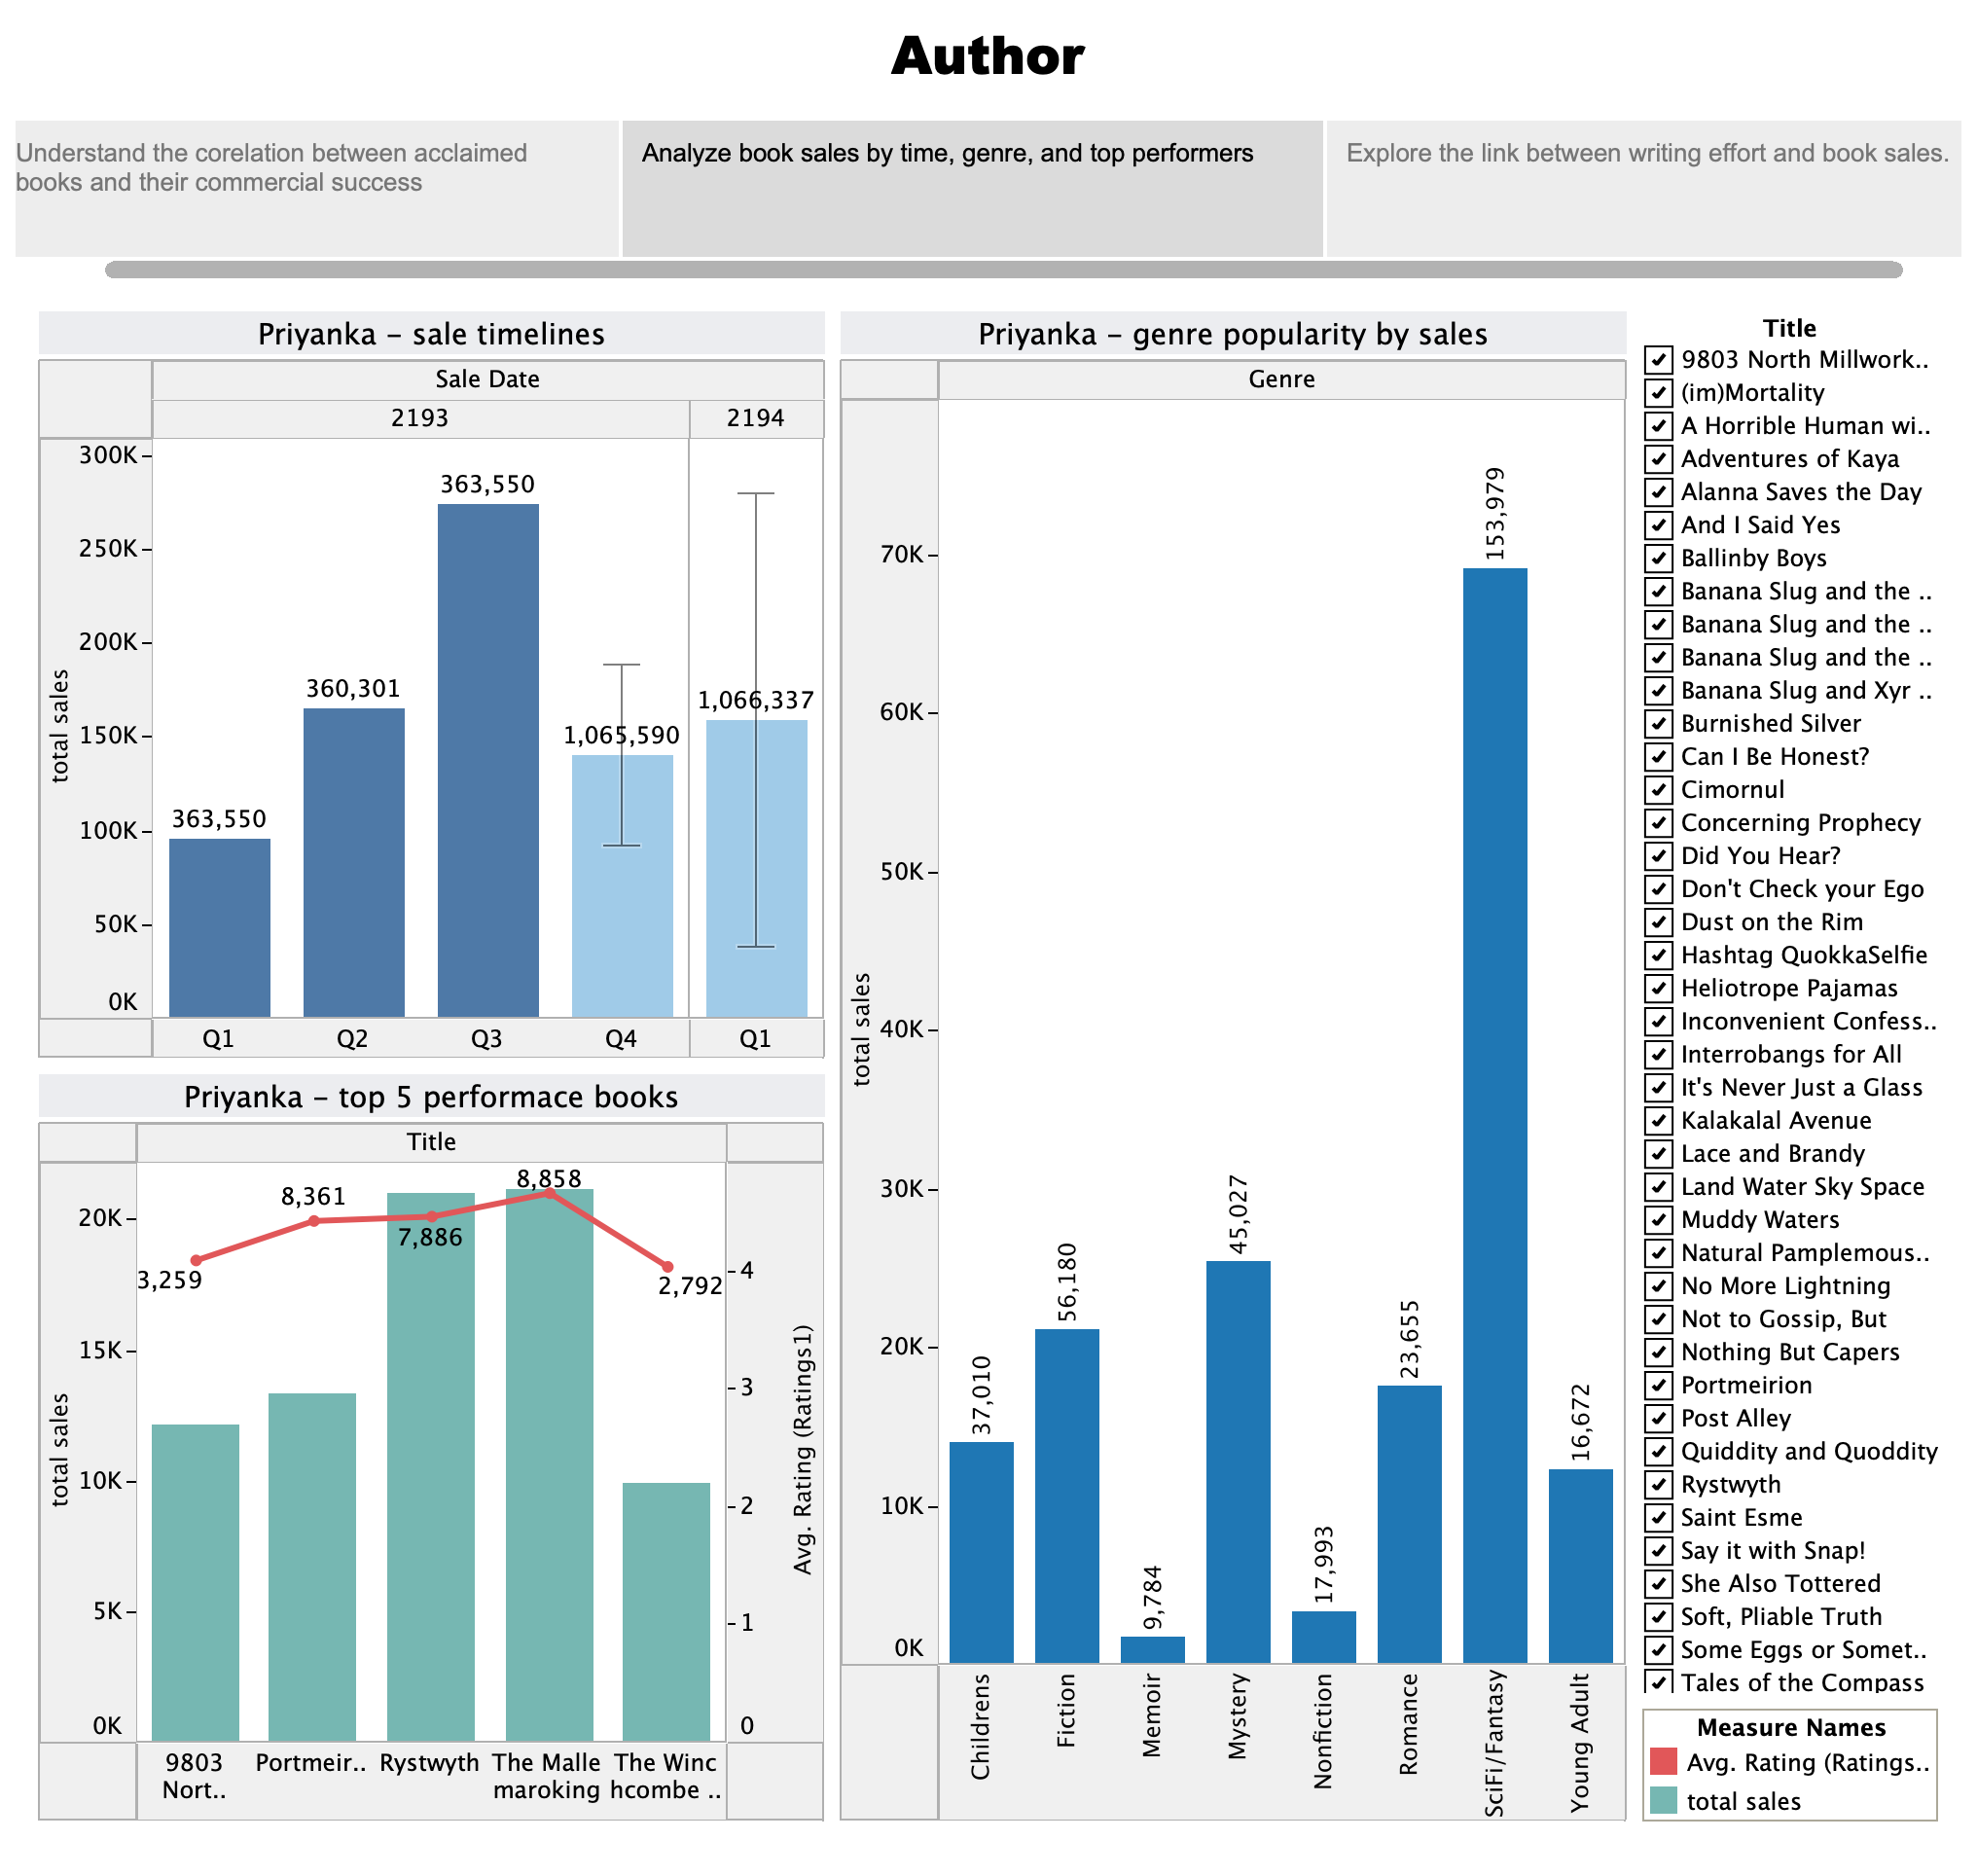 Author
Understand the corelation between acclaimed
books and their commercial success
Analyze book sales by time, genre, and top performers
Explore the link between writing effort and book sales.
Priyanka - sale timelines
Sale Date
2193
2194
total sales
300K
250K
200K
150K
100K
50K
0K
363,550
360,301
363,550
1,065,590
1,066,337
Q1
Q2
Q3
Q4
Q1
Priyanka - top 5 performace books
Title
total sales
20K
15K
10K
5K
0K
3,259
8,361
7,886
8,858
2,792
4
3
2
1
0
Avg. Rating (Ratings1)
9803
Nort..
Portmeir..
Rystwyth
The Malle
maroking
The Winc
hcombe ..
Priyanka - genre popularity by sales
Genre
total sales
70K
60K
50K
40K
30K
20K
10K
0K
37,010
56,180
9,784
45,027
17,993
23,655
153,979
16,672
Childrens
Fiction
Memoir
Mystery
Nonfiction
Romance
SciFi/Fantasy
Young Adult
Title
9803 North Millwork..
(im)Mortality
A Horrible Human wi..
Adventures of Kaya
Alanna Saves the Day
And I Said Yes
Ballinby Boys
Banana Slug and the ..
Banana Slug and the ..
Banana Slug and the ..
Banana Slug and Xyr ..
Burnished Silver
Can I Be Honest?
Cimornul
Concerning Prophecy
Did You Hear?
Don't Check your Ego
Dust on the Rim
Hashtag QuokkaSelfie
Heliotrope Pajamas
Inconvenient Confess..
Interrobangs for All
It's Never Just a Glass
Kalakalal Avenue
Lace and Brandy
Land Water Sky Space
Muddy Waters
Natural Pamplemous..
No More Lightning
Not to Gossip, But
Nothing But Capers
Portmeirion
Post Alley
Quiddity and Quoddity
Rystwyth
Saint Esme
Say it with Snap!
She Also Tottered
Soft, Pliable Truth
Some Eggs or Somet..
Tales of the Compass
Measure Names
Avg. Rating (Ratings..
total sales